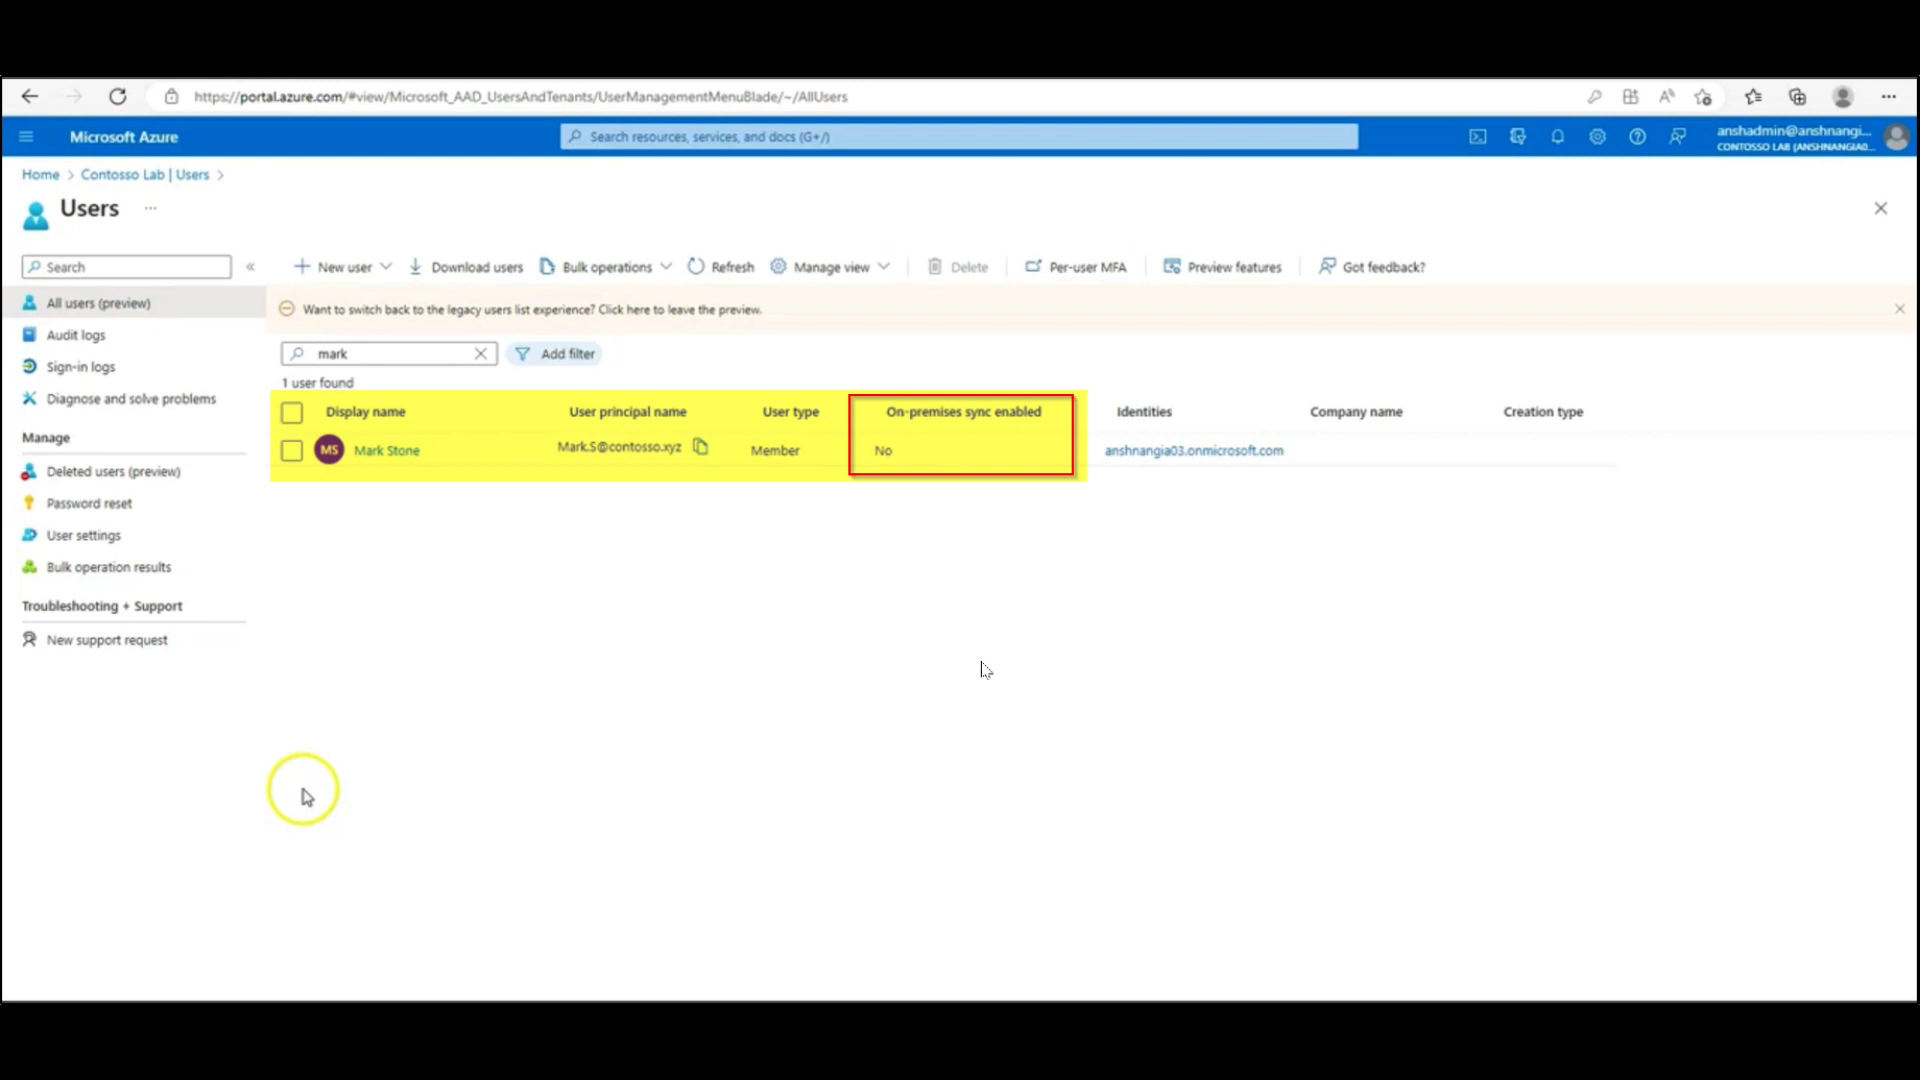 https://portal.azure.com/#view/Microsoft_AAD_UsersAndTenants/UserManagementMenuBlade/~/AllUsers
Microsoft Azure
Search resources, services, and docs (G+/)
anshadmin@anshnangi...
CONTOSSO LAB (ANSHNANGIA0...
Home > Contosso Lab | Users >
Users ...
Search
New user
Download users
Bulk operations
Refresh
Manage view
Delete
Per-user MFA
Preview features
Got feedback?
All users (preview)
Audit logs
Sign-in logs
Diagnose and solve problems
Manage
Deleted users (preview)
Password reset
User settings
Bulk operation results
Troubleshooting + Support
New support request
Want to switch back to the legacy users list experience? Click here to leave the preview.
mark
Add filter
1 user found
Display name User principal name User type On-premises sync enabled Identities Company name Creation type
MS Mark Stone Mark.S@contosso.xyz Member No anshnangia03.onmicrosoft.com